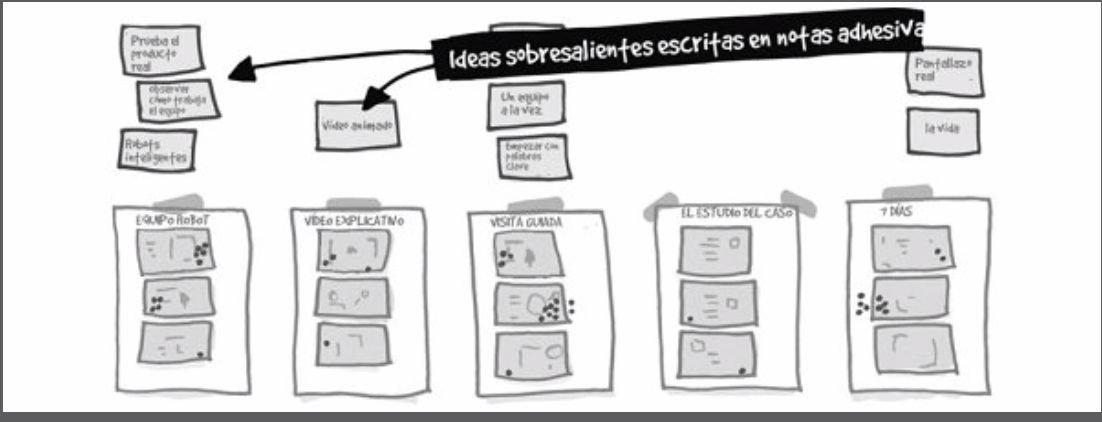 Ideas sobresalientes escritas en notas adhesiva
Prueba el
producto
real
observar
cómo trabaja
el equipo
Robots
inteligentes
Vídeo animado
Un equipo
a la vez
Empezar con
palabras
clave
Pantallazo
real
la vida
EQUIPO ROBOT
VÍDEO EXPLICATIVO
VISITA GUIADA
EL ESTUDIO DEL CASO
7 DÍAS